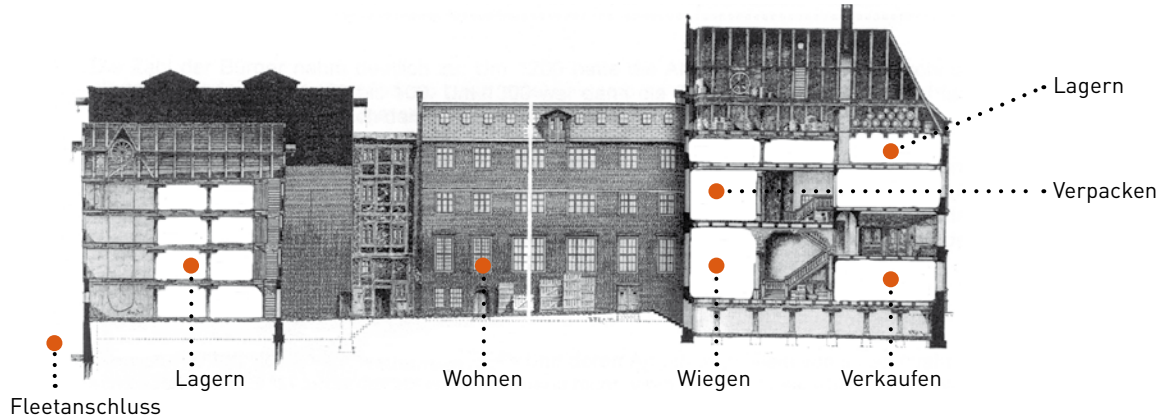 Lagern
Verpacken
Lagern
Wohnen
Wiegen
Verkaufen
Fleetanschluss